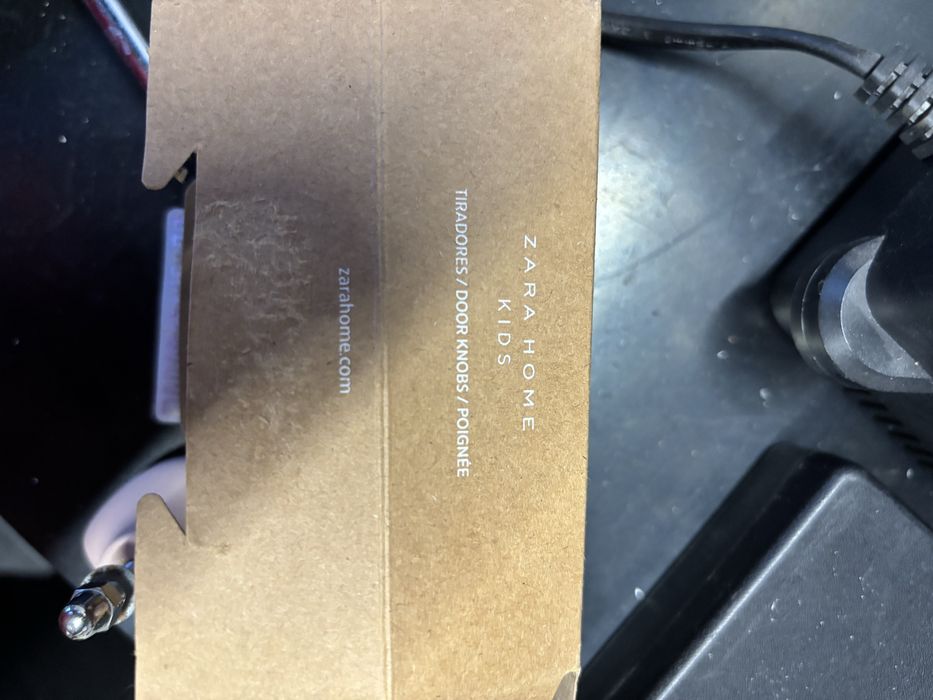 ZARA HOME
KIDS
TIRADORES / DOOR KNOBS / POIGNÉE
zarahome.com